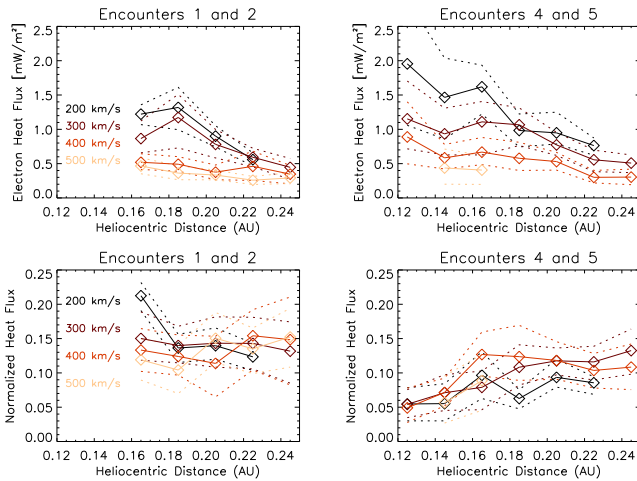 Encounters 1 and 2
Electron Heat Flux [mW/m²]
2.5
2.0
1.5
1.0
0.5
0.0
200 km/s
300 km/s
400 km/s
500 km/s
0.12 0.14 0.16 0.18 0.20 0.22 0.24
Heliocentric Distance (AU)
Encounters 4 and 5
Electron Heat Flux [mW/m²]
2.5
2.0
1.5
1.0
0.5
0.0
0.12 0.14 0.16 0.18 0.20 0.22 0.24
Heliocentric Distance (AU)
Encounters 1 and 2
Normalized Heat Flux
0.25
0.20
0.15
0.10
0.05
0.00
200 km/s
300 km/s
400 km/s
500 km/s
0.12 0.14 0.16 0.18 0.20 0.22 0.24
Heliocentric Distance (AU)
Encounters 4 and 5
Normalized Heat Flux
0.25
0.20
0.15
0.10
0.05
0.00
0.12 0.14 0.16 0.18 0.20 0.22 0.24
Heliocentric Distance (AU)